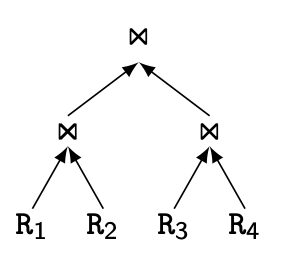 ⋈
⋈ ⋈
R₁ R₂ R₃ R₄